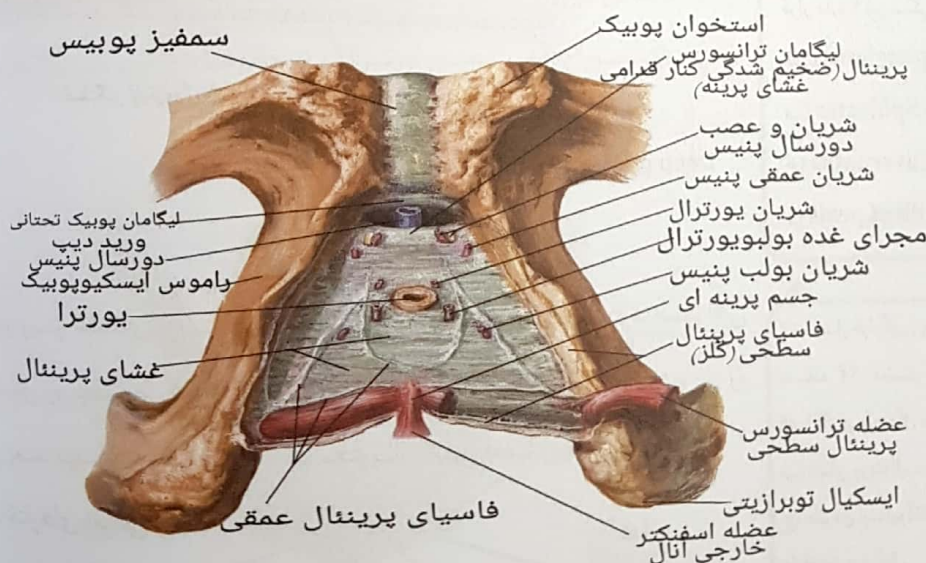 سمفیز پوبیس
استخوان پوبیک
لیگامان ترانسورس
پرینئال(ضخیم شدگی کنار قدامی
غشای پرینه)
شریان و عصب
دورسال پنیس
شریان عمقی پنیس
شریان یورترال
مجرای غده بولبویورترال
شریان بولب پنیس
جسم پرینه ای
فاسیای پرینئال
سطحی(کلز)
عضله ترانسورس
پرینئال سطحی
ایسکیال توبرازیتی
عضله اسفنکتر
خارجی آنال
لیگامان پوبیک تحتانی
ورید دیپ
دورسال پنیس
راموس ایسکیوپوبیک
یورترا
غشای پرینئال
فاسیای پرینئال عمقی